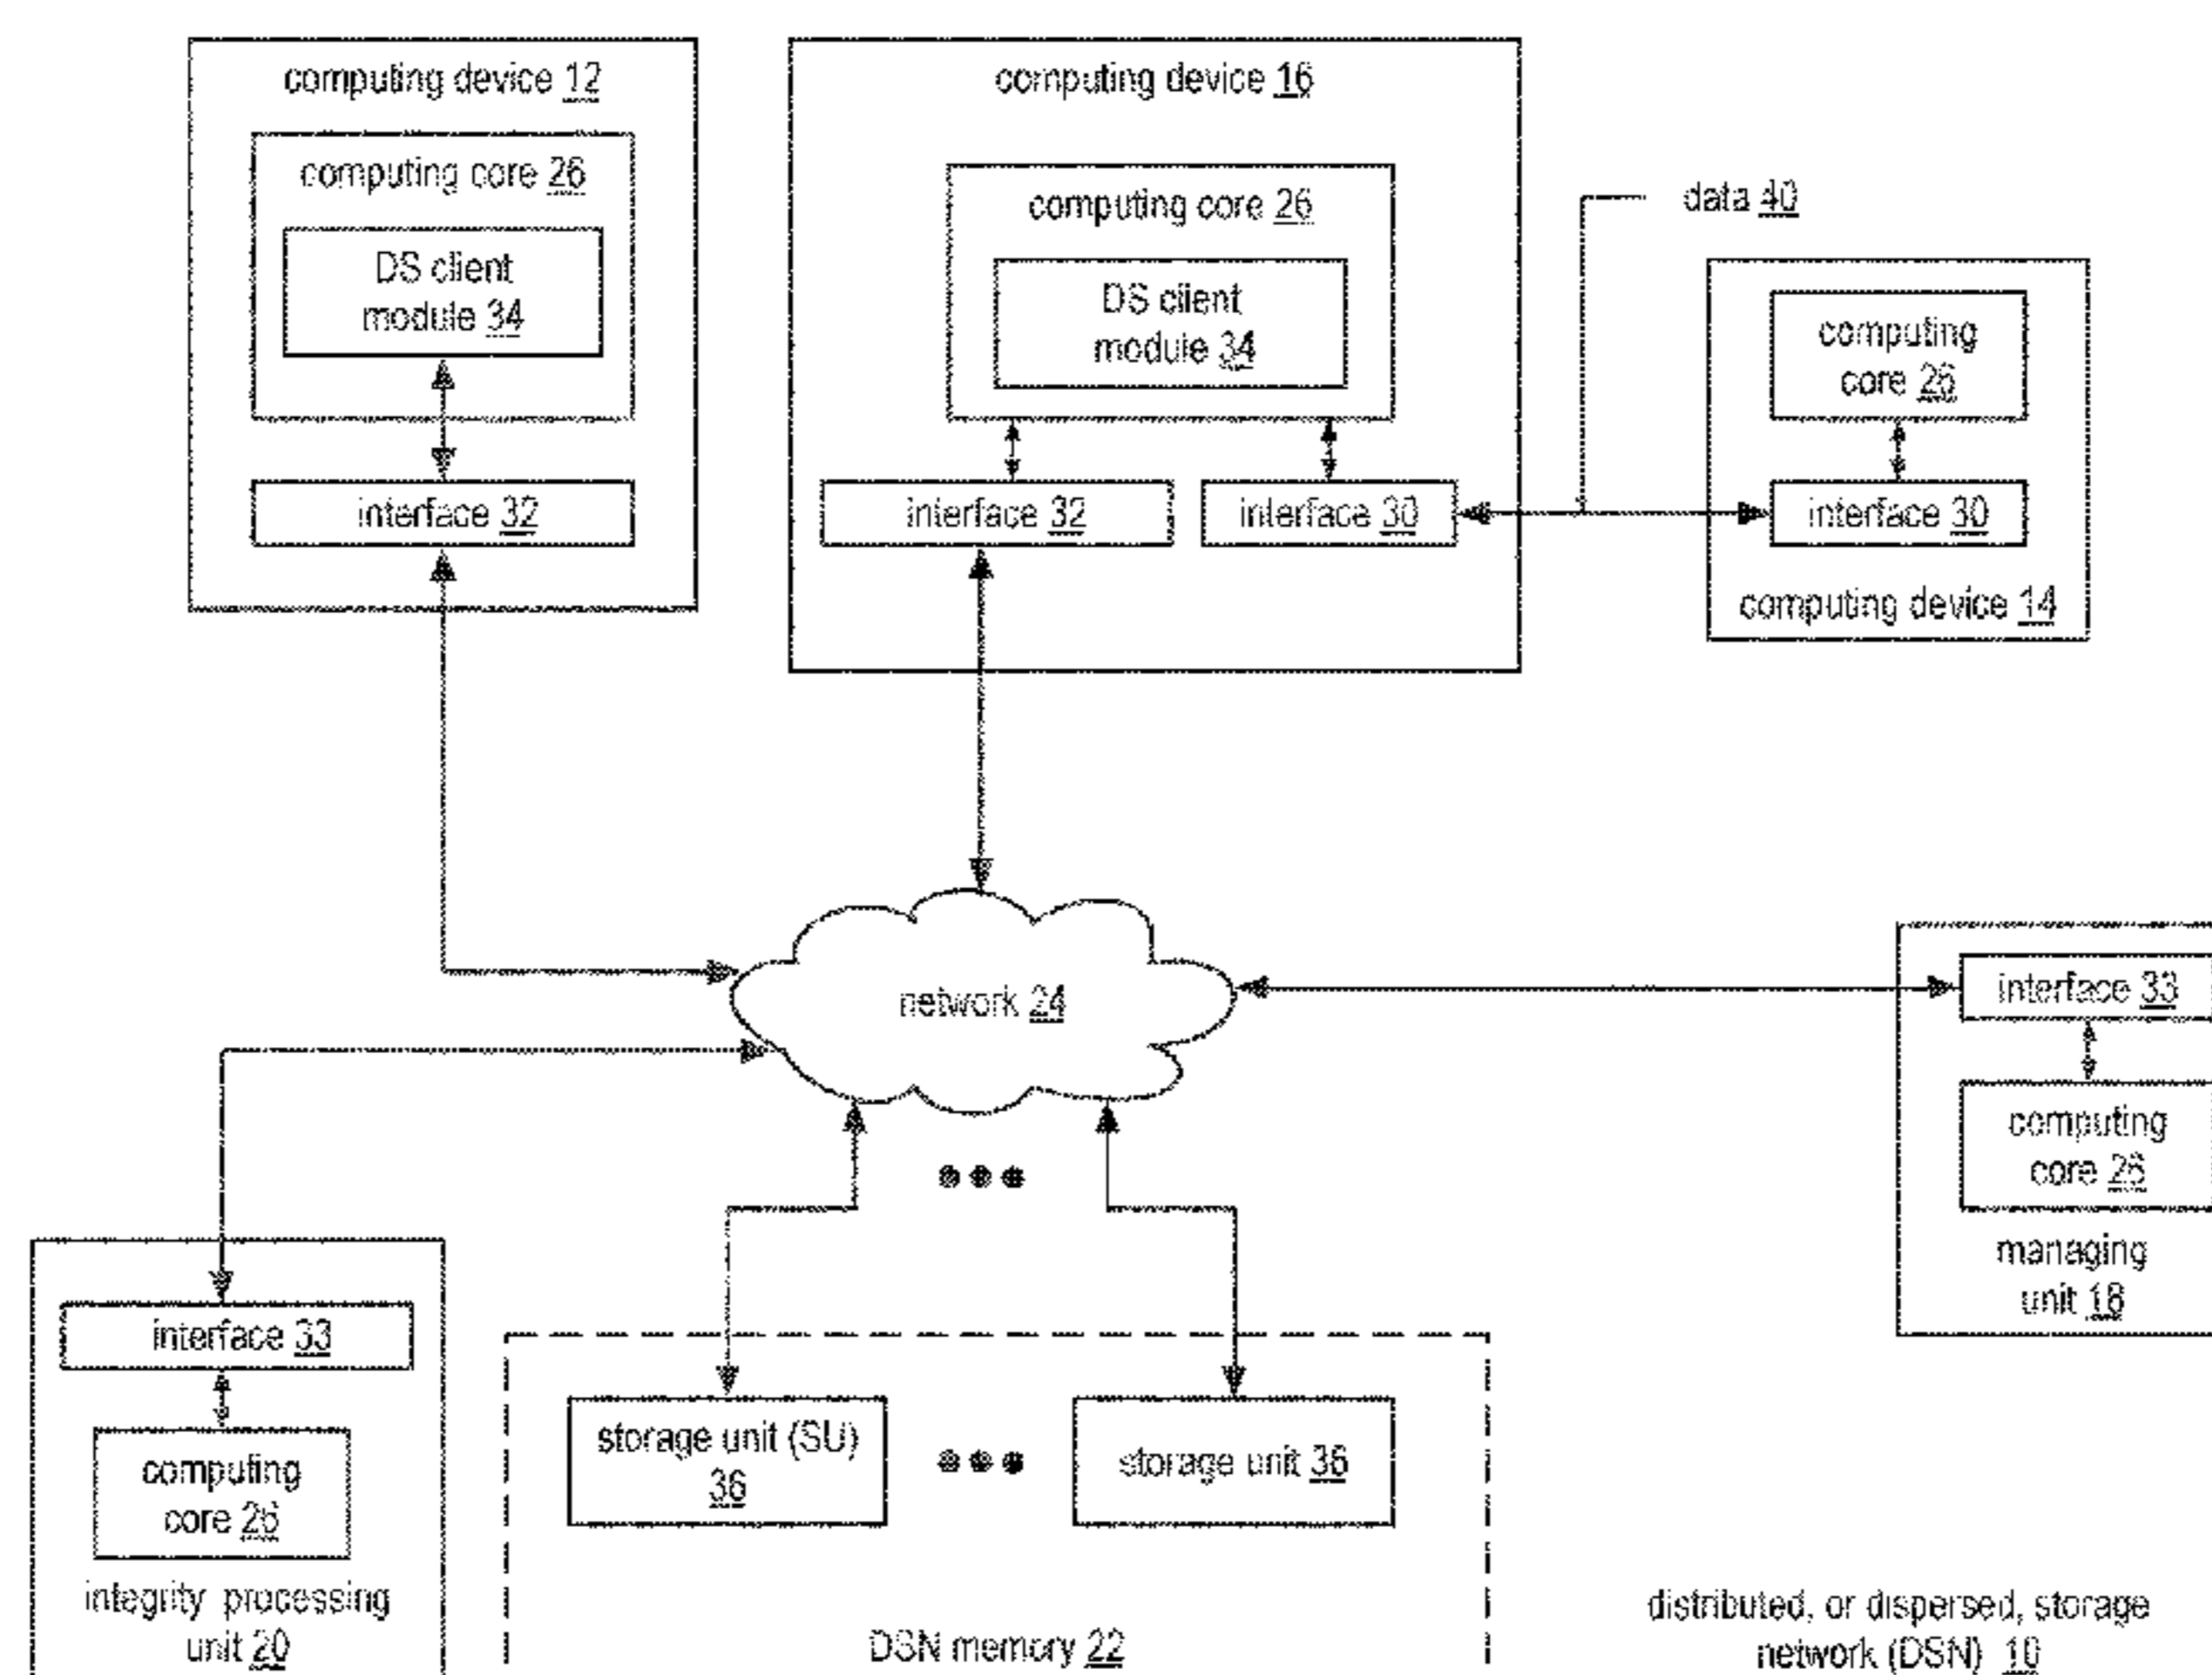 computing device 12
computing core 26
DS client
module 34
interface 32
computing device 16
computing core 26
DS client
module 34
interface 32
interface 30
data 40
computing
core 26
interface 30
computing device 14
network 24
interface 33
computing
core 26
managing
unit 18
interface 33
computing
core 26
integrity processing
unit 20
storage unit (SU)
36
storage unit 36
DSN memory 22
distributed, or dispersed, storage
network (DSN) 10